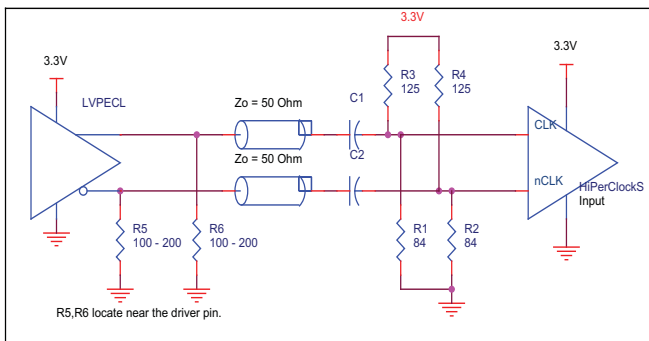 3.3V
3.3V
3.3V
LVPECL
Zo = 50 Ohm
C1
R3
125
R4
125
CLK
Zo = 50 Ohm
C2
nCLK
HiPerClockS
Input
R5
100 - 200
R6
100 - 200
R1
84
R2
84
R5,R6 locate near the driver pin.